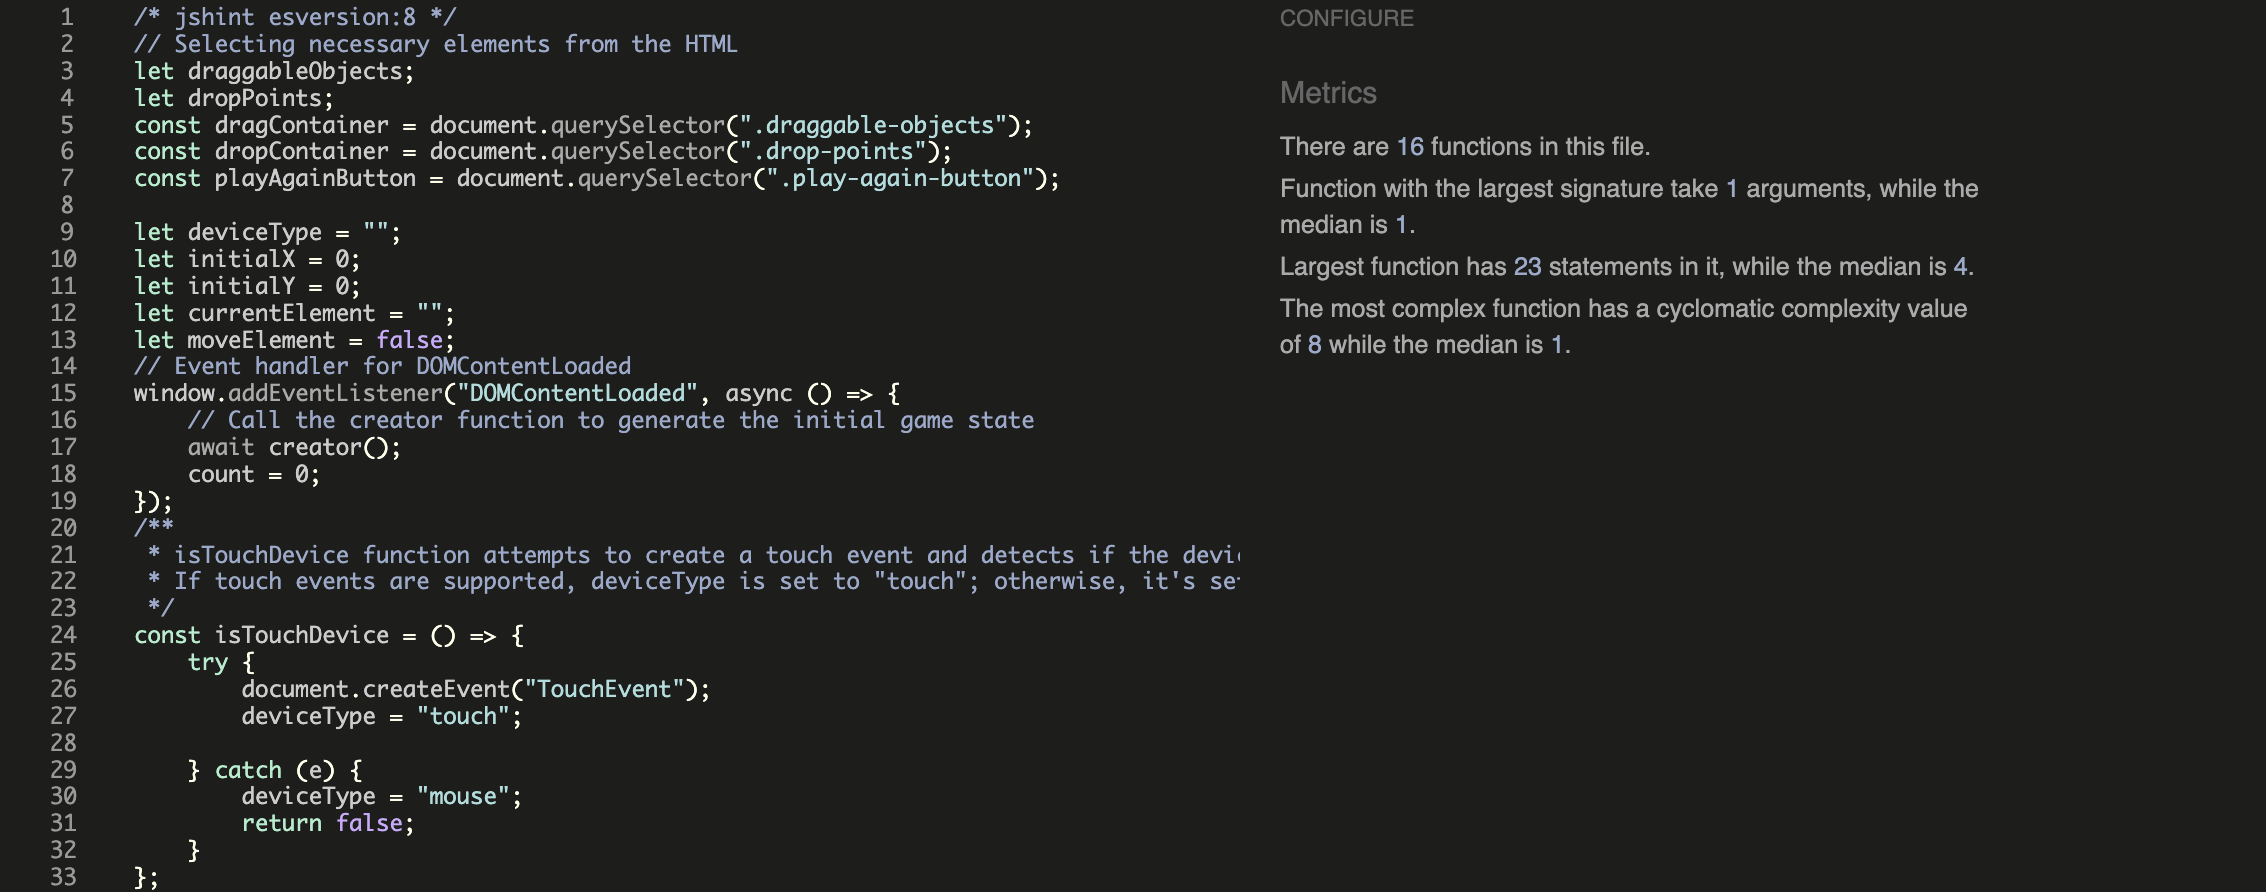 1 /* jshint esversion:8 */
2 // Selecting necessary elements from the HTML
3 let draggableObjects;
4 let dropPoints;
5 const dragContainer = document.querySelector(".draggable-objects");
6 const dropContainer = document.querySelector(".drop-points");
7 const playAgainButton = document.querySelector(".play-again-button");
8
9 let deviceType = "";
10 let initialX = 0;
11 let initialY = 0;
12 let currentElement = "";
13 let moveElement = false;
14 // Event handler for DOMContentLoaded
15 window.addEventListener("DOMContentLoaded", async () => {
16     // Call the creator function to generate the initial game state
17     await creator();
18     count = 0;
19 });
20 /**
21  * isTouchDevice function attempts to create a touch event and detects if the
22  * If touch events are supported, deviceType is set to "touch"; otherwise, it's
23  */
24 const isTouchDevice = () => {
25     try {
26         document.createEvent("TouchEvent");
27         deviceType = "touch";
28
29     } catch (e) {
30         deviceType = "mouse";
31         return false;
32     }
33 };
CONFIGURE
Metrics
There are 16 functions in this file.
Function with the largest signature take 1 arguments, while the
median is 1.
Largest function has 23 statements in it, while the median is 4.
The most complex function has a cyclomatic complexity value
of 8 while the median is 1.